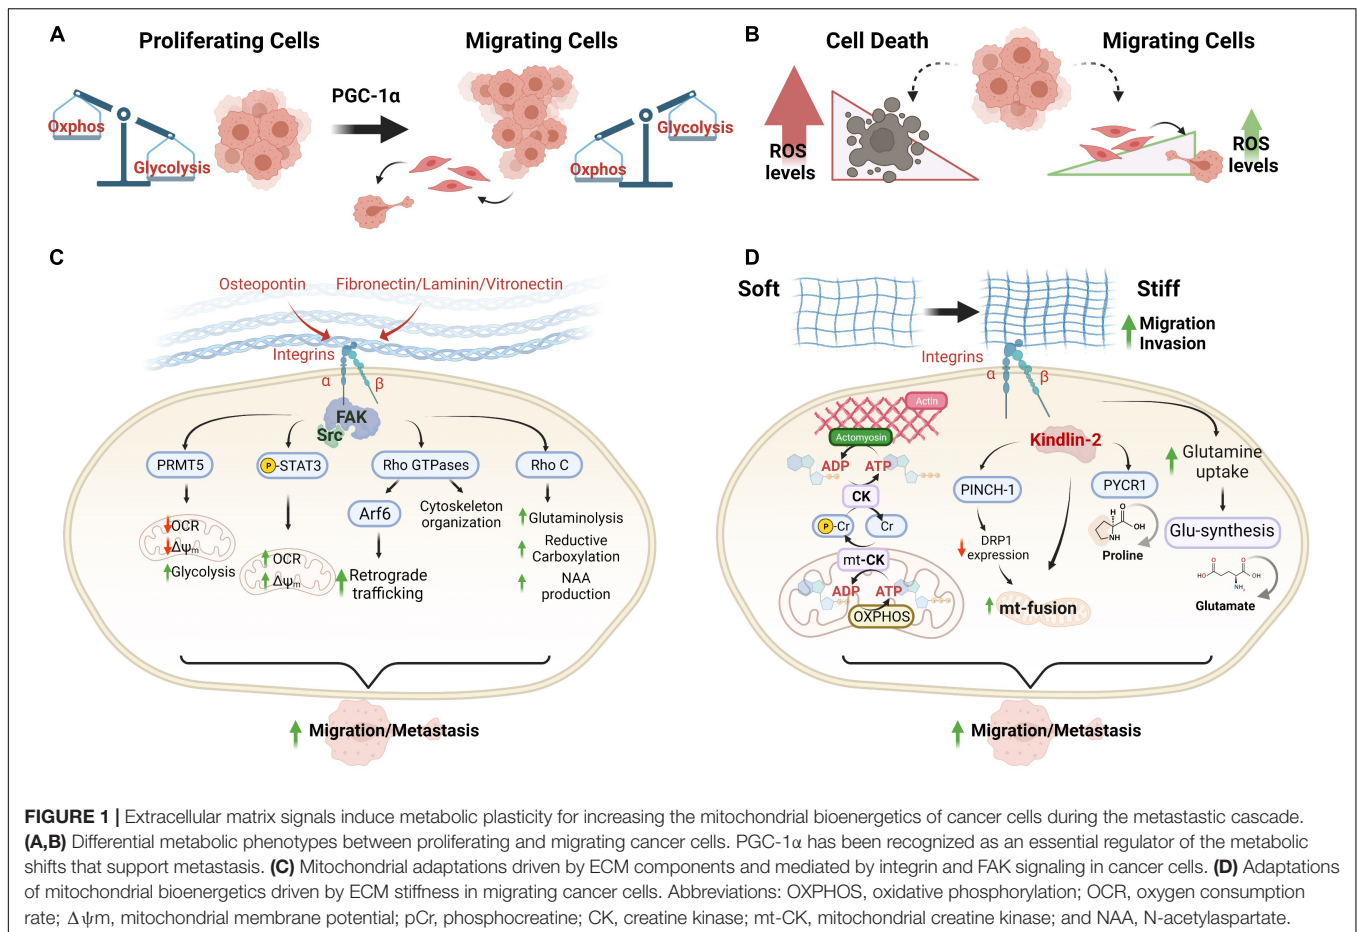 A
Proliferating Cells
Migrating Cells
PGC-1α
Oxphos
Glycolysis
Glycolysis
Oxphos
B
Cell Death
Migrating Cells
ROS
levels
ROS
levels
C
Osteopontin
Fibronectin/Laminin/Vitronectin
Integrins
α
β
FAK
Src
PRMT5
P-STAT3
Rho GTPases
Rho C
OCR
Δψm
Glycolysis
OCR
Δψm
Arf6
Cytoskeleton
organization
Retrograde
trafficking
Glutaminolysis
Reductive
Carboxylation
NAA
production
Migration/Metastasis
D
Soft
Stiff
Migration
Invasion
Integrins
α
β
Actin
Actomyosin
ADP
ATP
CK
P-Cr
Cr
mt-CK
ADP
ATP
OXPHOS
Kindlin-2
PINCH-1
DRP1
expression
mt-fusion
PYCR1
H
O
OH
NH
Proline
Glutamine
uptake
Glu-synthesis
O
O
HO
OH
NH2
Glutamate
Migration/Metastasis
FIGURE 1 | Extracellular matrix signals induce metabolic plasticity for increasing the mitochondrial bioenergetics of cancer cells during the metastastic cascade.
(A,B) Differential metabolic phenotypes between proliferating and migrating cancer cells. PGC-1α has been recognized as an essential regulator of the metabolic
shifts that support metastasis. (C) Mitochondrial adaptations driven by ECM components and mediated by integrin and FAK signaling in cancer cells. (D) Adaptations
of mitochondrial bioenergetics driven by ECM stiffness in migrating cancer cells. Abbreviations: OXPHOS, oxidative phosphorylation; OCR, oxygen consumption
rate; Δψm, mitochondrial membrane potential; pCr, phosphocreatine; CK, creatine kinase; mt-CK, mitochondrial creatine kinase; and NAA, N-acetylaspartate.